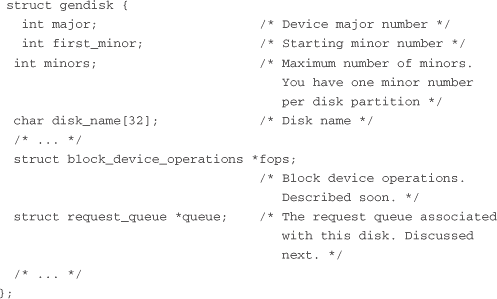 struct gendisk {
int major; /* Device major number */
int first_minor; /* Starting minor number */
int minors; /* Maximum number of minors.
You have one minor number
per disk partition */
char disk_name[32]; /* Disk name */
/* ... */
struct block_device_operations *fops;
/* Block device operations.
Described soon. */
struct request_queue *queue; /* The request queue associated
with this disk. Discussed
next. */
/* ... */
};